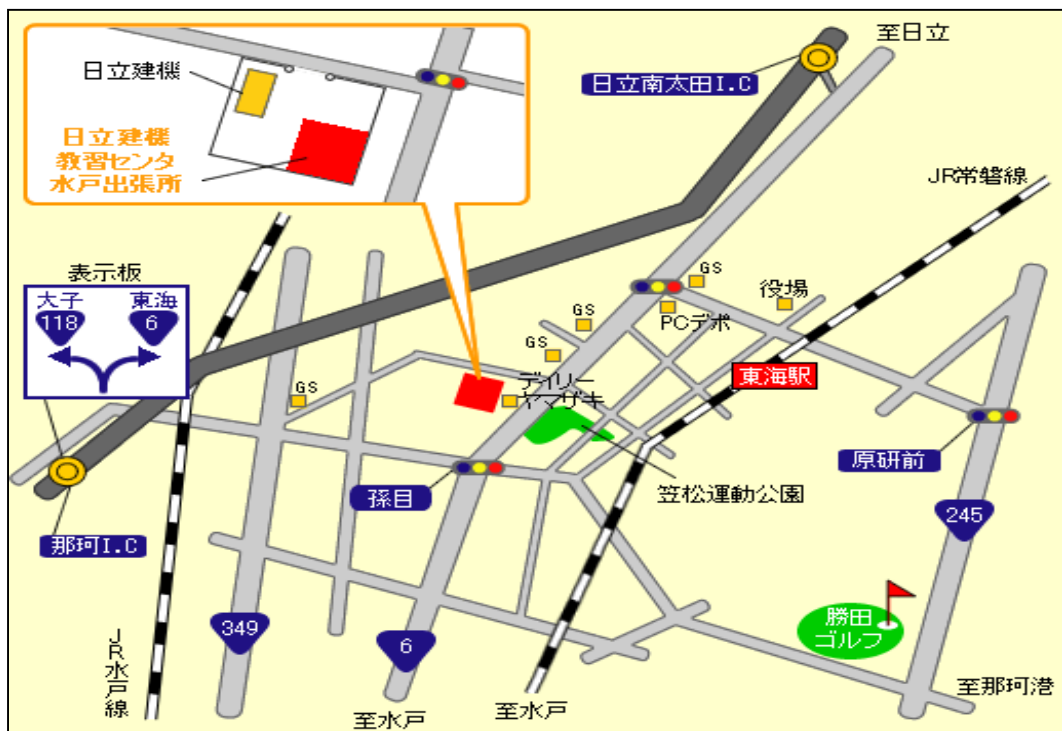 至日立
日立建機
日立南太田I.C
日立建機
教習センタ
水戸出張所
JR常磐線
表示板
大子
東海
118
6
GS
役場
GS
PCデポ
GS
GS
デイリー
ヤマザキ
東海駅
孫目
笠松運動公園
原研前
那珂I.C
245
349
6
勝田
ゴルフ
JR水戸線
至水戸
至水戸
至那珂港